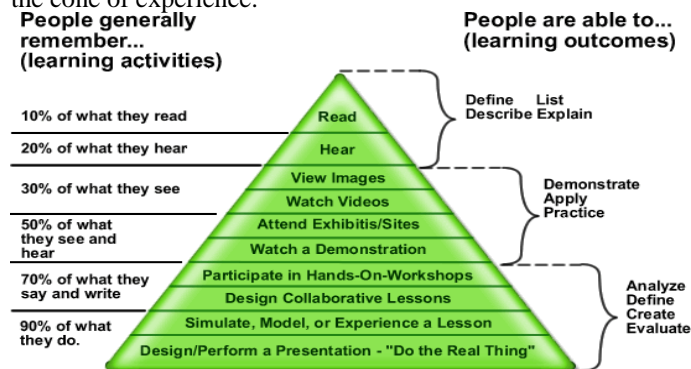 the cone of experience.
People generally
remember...
(learning activities)
People are able to...
(learning outcomes)
10% of what they read
20% of what they hear
30% of what they see
50% of what
they see and
hear
70% of what they
say and write
90% of what
they do.
Read
Hear
View Images
Watch Videos
Attend Exhibitis/Sites
Watch a Demonstration
Participate in Hands-On-Workshops
Design Collaborative Lessons
Simulate, Model, or Experience a Lesson
Design/Perform a Presentation - "Do the Real Thing"
Define List
Describe Explain
Demonstrate
Apply
Practice
Analyze
Define
Create
Evaluate